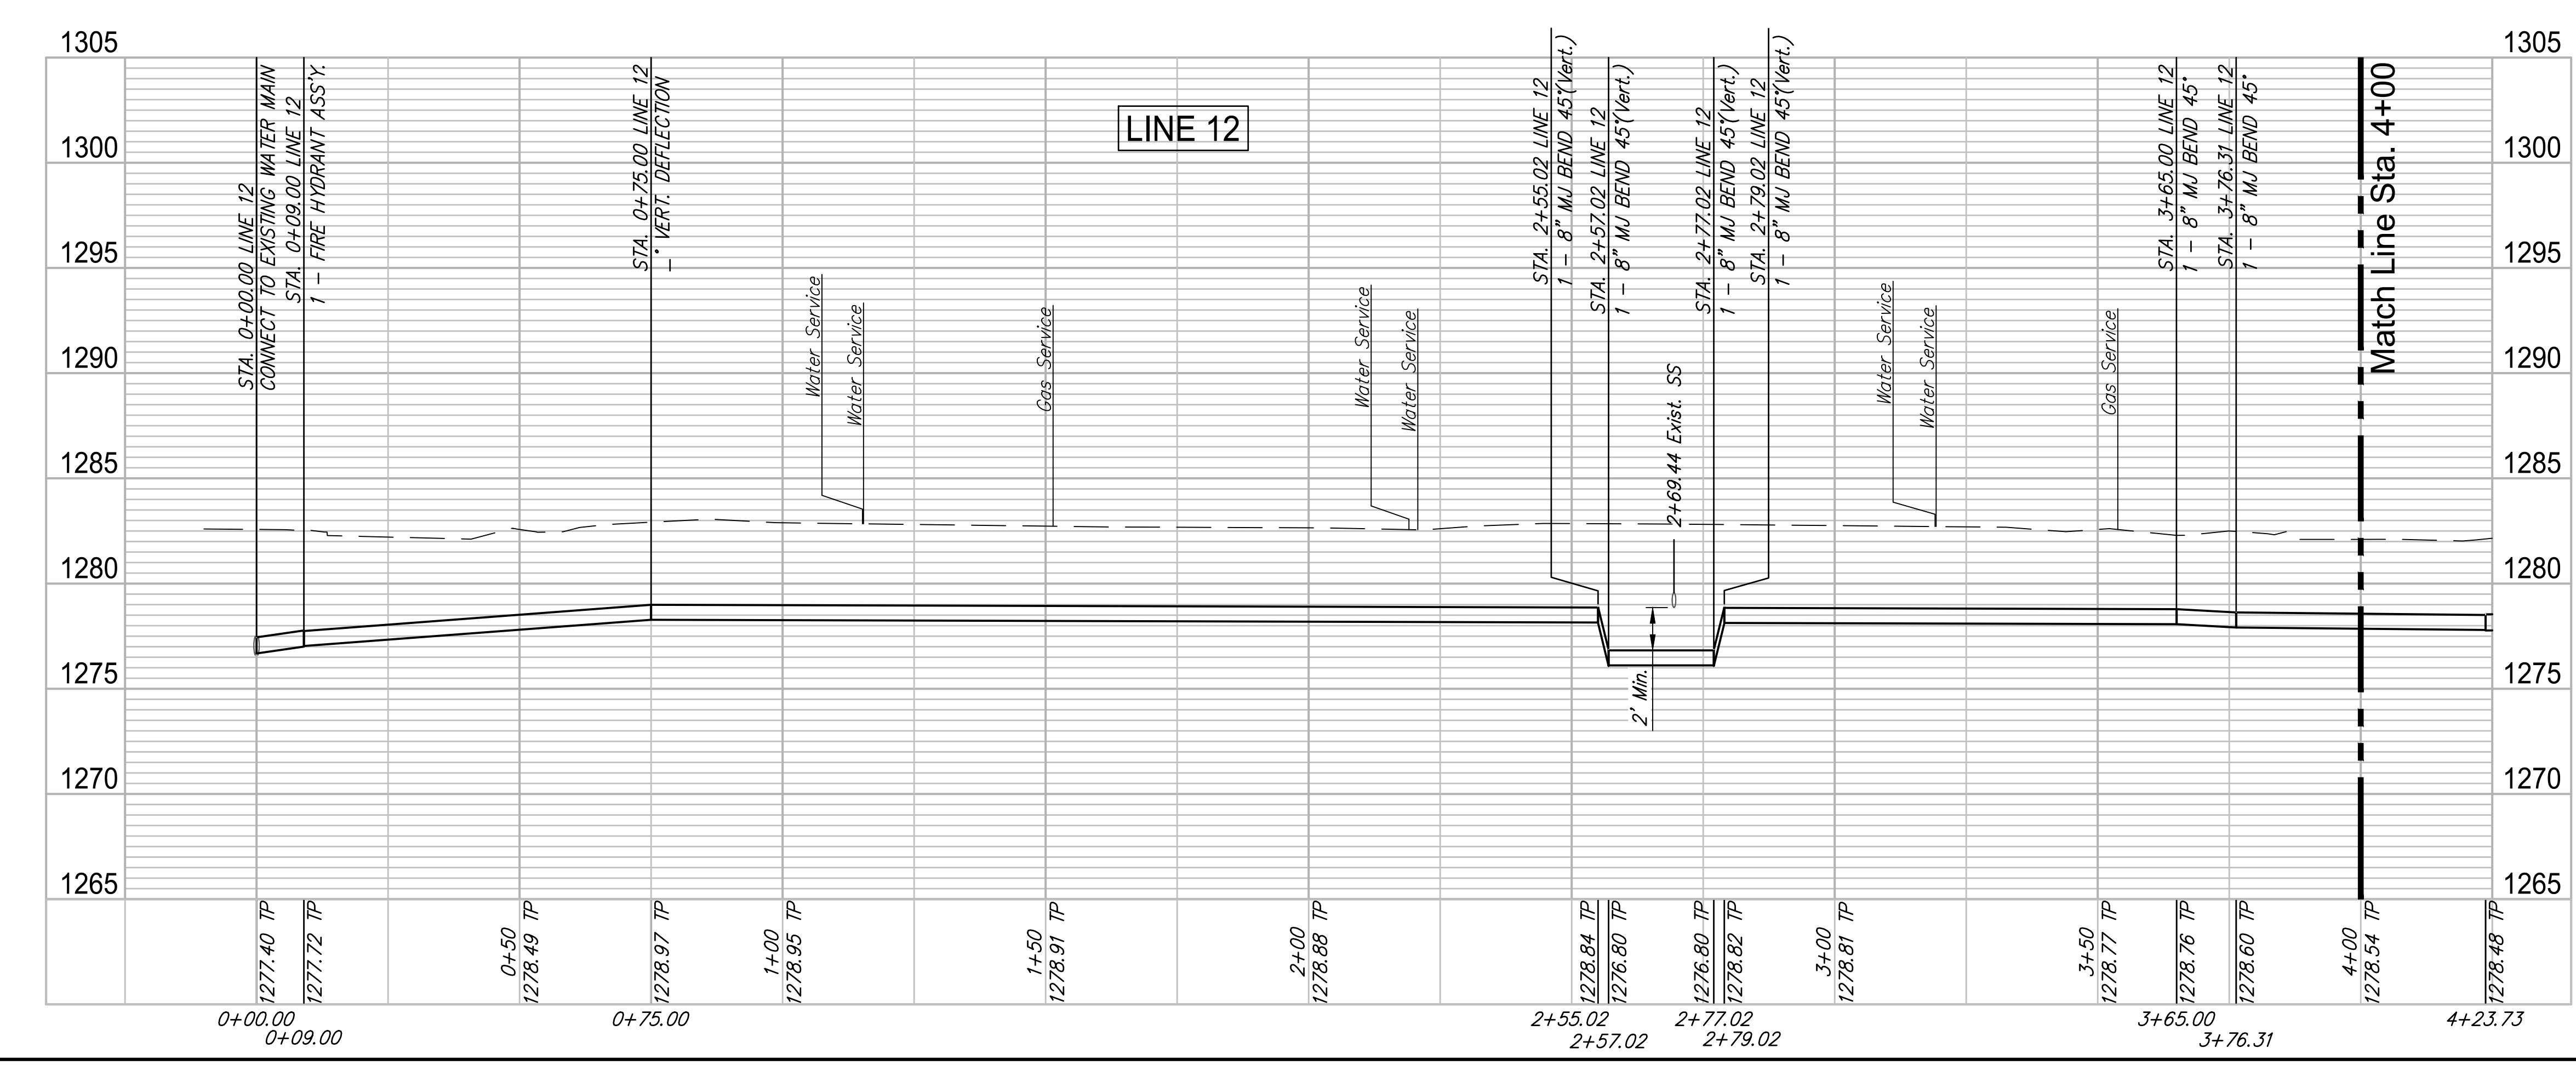 1305
1300
1295
1290
1285
1280
1275
1270
1265
STA. 0+00.00 LINE 12
CONNECT TO EXISTING WATER MAIN
STA. 0+09.00 LINE 12
1 - FIRE HYDRANT ASS'Y.
STA. 0+75.00 LINE 12
-° VERT. DEFLECTION
Water Service
Water Service
Gas Service
LINE 12
Water Service
Water Service
STA. 2+55.02 LINE 12
1 - 8" MJ BEND 45°(Vert.)
STA. 2+57.02 LINE 12
1 - 8" MJ BEND 45°(Vert.)
2' Min.
2+69.44 Exist. SS
STA. 2+77.02 LINE 12
1 - 8" MJ BEND 45°(Vert.)
STA. 2+79.02 LINE 12
1 - 8" MJ BEND 45°(Vert.)
Water Service
Water Service
Gas Service
STA. 3+65.00 LINE 12
1 - 8" MJ BEND 45°
STA. 3+76.31 LINE 12
1 - 8" MJ BEND 45°
Match Line Sta. 4+00
1305
1300
1295
1290
1285
1280
1275
1270
1265
1277.40 TP
1277.72 TP
0+50
1278.49 TP
1278.97 TP
1+00
1278.95 TP
1+50
1278.91 TP
2+00
1278.88 TP
1278.84 TP
1276.80 TP
1276.80 TP
1278.82 TP
3+00
1278.81 TP
3+50
1278.77 TP
1278.76 TP
1278.60 TP
4+00
1278.54 TP
1278.48 TP
0+00.00
0+09.00
0+75.00
2+55.02
2+57.02
2+77.02
2+79.02
3+65.00
3+76.31
4+23.73